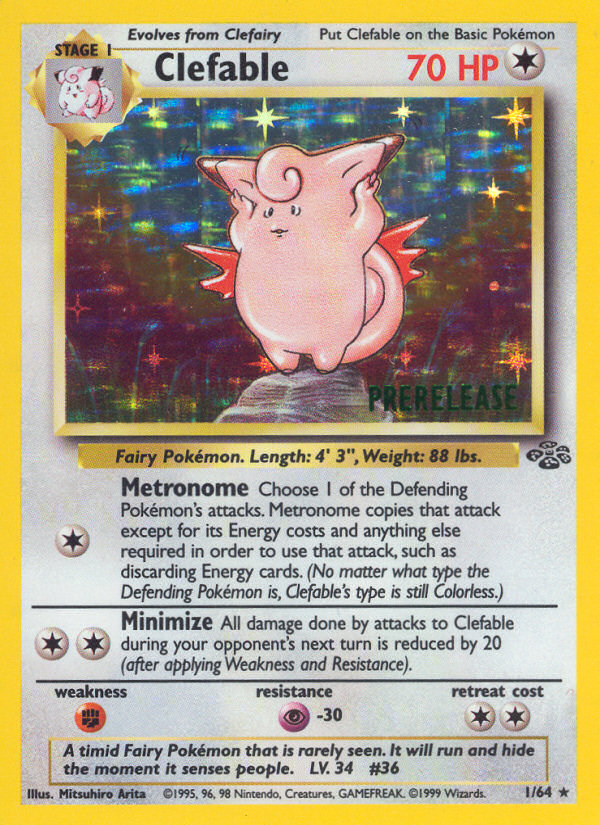 Evolves from Clefairy Put Clefable on the Basic Pokémon
STAGE 1
Clefable 70 HP
PRERELEASE
Fairy Pokémon. Length: 4' 3", Weight: 88 lbs.
Metronome Choose 1 of the Defending
Pokémon's attacks. Metronome copies that attack
except for its Energy costs and anything else
required in order to use that attack, such as
discarding Energy cards. (No matter what type the
Defending Pokémon is, Clefable's type is still Colorless.)
Minimize All damage done by attacks to Clefable
during your opponent's next turn is reduced by 20
(after applying Weakness and Resistance).
weakness resistance retreat cost
-30
A timid Fairy Pokémon that is rarely seen. It will run and hide
the moment it senses people. LV. 34 #36
Illus. Mitsuhiro Arita ©1995, 96, 98 Nintendo, Creatures, GAMEFREAK. ©1999 Wizards. 1/64 ★